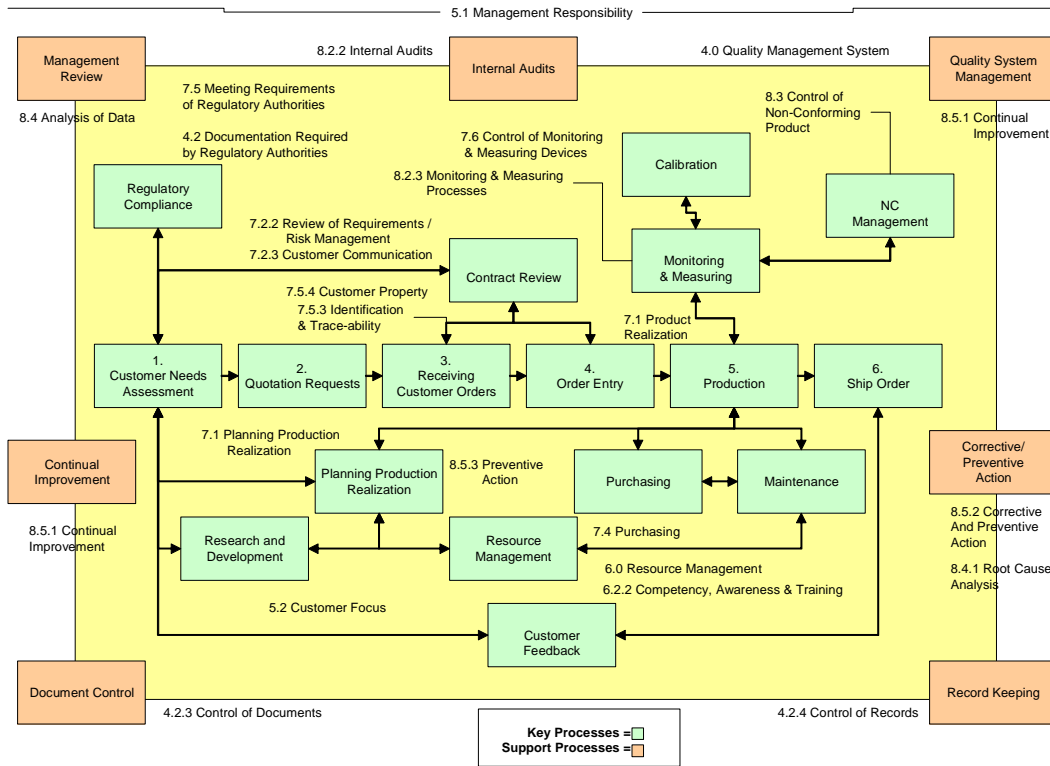 5.1 Management Responsibility
Management
Review
8.2.2 Internal Audits
Internal Audits
4.0 Quality Management System
Quality System
Management
8.4 Analysis of Data
7.5 Meeting Requirements
of Regulatory Authorities
4.2 Documentation Required
by Regulatory Authorities
7.6 Control of Monitoring
& Measuring Devices
8.2.3 Monitoring & Measuring
Processes
8.3 Control of
Non-Conforming
Product
8.5.1 Continual
Improvement
Regulatory
Compliance
Calibration
NC
Management
7.2.2 Review of Requirements /
Risk Management
7.2.3 Customer Communication
Contract Review
Monitoring
& Measuring
7.5.4 Customer Property
7.5.3 Identification
& Trace-ability
7.1 Product
Realization
1.
Customer Needs
Assessment
2.
Quotation Requests
3.
Receiving
Customer Orders
4.
Order Entry
5.
Production
6.
Ship Order
7.1 Planning Production
Realization
Continual
Improvement
Planning Production
Realization
8.5.3 Preventive
Action
Purchasing
Maintenance
Corrective/
Preventive
Action
8.5.1 Continual
Improvement
Research and
Development
Resource
Management
7.4 Purchasing
8.5.2 Corrective
And Preventive
Action
8.4.1 Root Cause
Analysis
6.0 Resource Management
6.2.2 Competency, Awareness & Training
5.2 Customer Focus
Customer
Feedback
Document Control
4.2.3 Control of Documents
4.2.4 Control of Records
Record Keeping
Key Processes =
Support Processes =